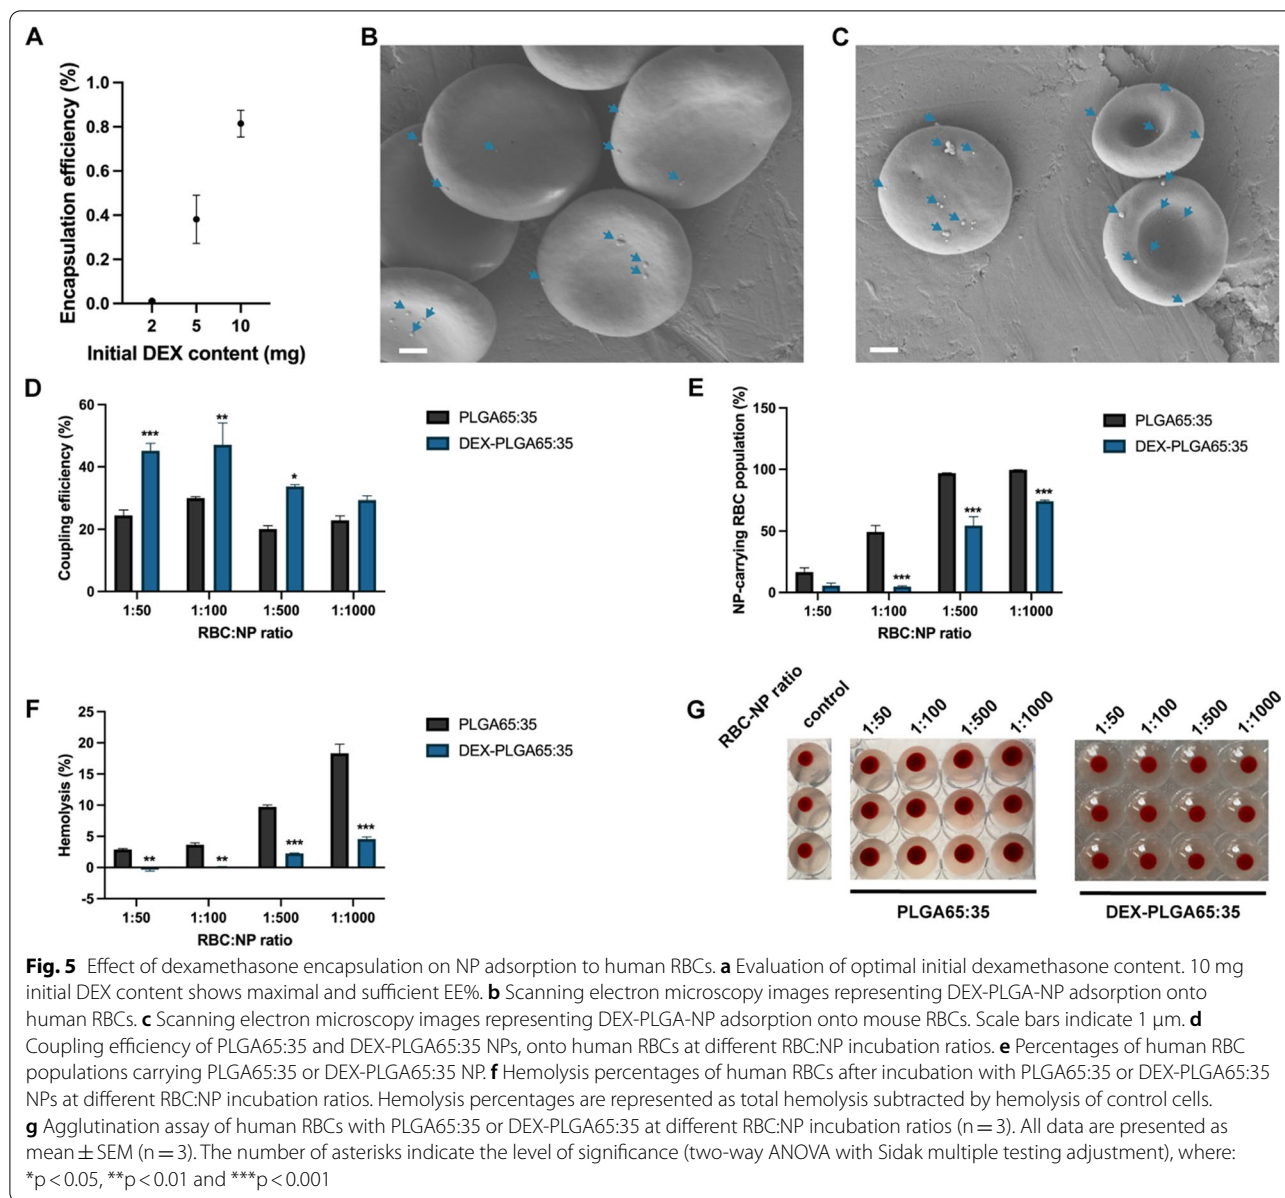 A
Encapsulation efficiency (%)
1.0
0.8
0.6
0.4
0.2
0.0
2 5 10
Initial DEX content (mg)
B
C
D
Coupling efficiency (%)
60
40
20
0
*** ** *
1:50 1:100 1:500 1:1000
RBC:NP ratio
PLGA65:35
DEX-PLGA65:35
E
NP-carrying RBC population (%)
150
100
50
0
*** *** ***
1:50 1:100 1:500 1:1000
RBC:NP ratio
PLGA65:35
DEX-PLGA65:35
F
Hemolysis (%)
25
20
15
10
5
0
-5
** ** *** ***
1:50 1:100 1:500 1:1000
RBC:NP ratio
PLGA65:35
DEX-PLGA65:35
G
RBC-NP ratio
control
1:50 1:100 1:500 1:1000
1:50 1:100 1:500 1:1000
PLGA65:35
DEX-PLGA65:35
Fig. 5 Effect of dexamethasone encapsulation on NP adsorption to human RBCs. a Evaluation of optimal initial dexamethasone content. 10 mg
initial DEX content shows maximal and sufficient EE%. b Scanning electron microscopy images representing DEX-PLGA-NP adsorption onto
human RBCs. c Scanning electron microscopy images representing DEX-PLGA-NP adsorption onto mouse RBCs. Scale bars indicate 1 μm. d
Coupling efficiency of PLGA65:35 and DEX-PLGA65:35 NPs, onto human RBCs at different RBC:NP incubation ratios. e Percentages of human RBC
populations carrying PLGA65:35 or DEX-PLGA65:35 NP. f Hemolysis percentages of human RBCs after incubation with PLGA65:35 or DEX-PLGA65:35
NPs at different RBC:NP incubation ratios. Hemolysis percentages are represented as total hemolysis subtracted by hemolysis of control cells.
g Agglutination assay of human RBCs with PLGA65:35 or DEX-PLGA65:35 at different RBC:NP incubation ratios (n = 3). All data are presented as
mean ± SEM (n = 3). The number of asterisks indicate the level of significance (two-way ANOVA with Sidak multiple testing adjustment), where:
*p < 0.05, **p < 0.01 and ***p < 0.001